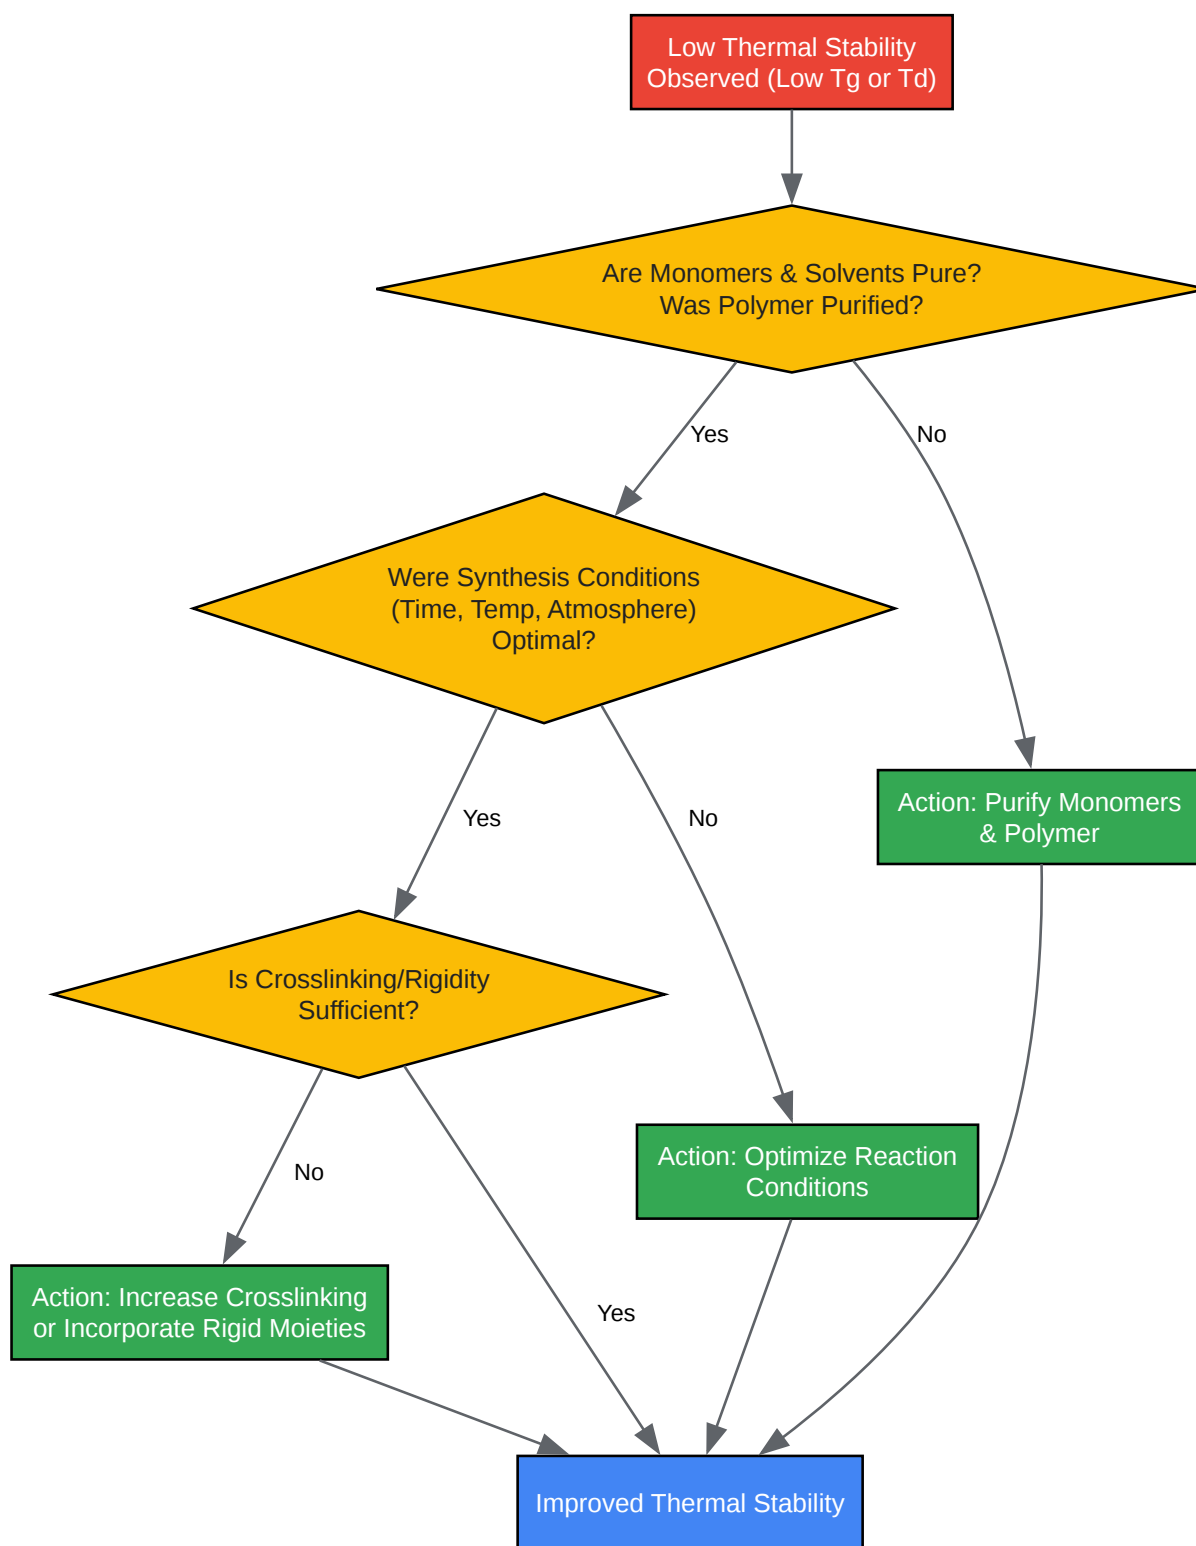 Low Thermal Stability
Observed (Low Tg or Td)
Are Monomers & Solvents Pure?
Was Polymer Purified?
Yes
No
Were Synthesis Conditions
(Time, Temp, Atmosphere)
Optimal?
Yes
No
Action: Purify Monomers
& Polymer
Is Crosslinking/Rigidity
Sufficient?
No
Yes
Action: Optimize Reaction
Conditions
Action: Increase Crosslinking
or Incorporate Rigid Moieties
Improved Thermal Stability